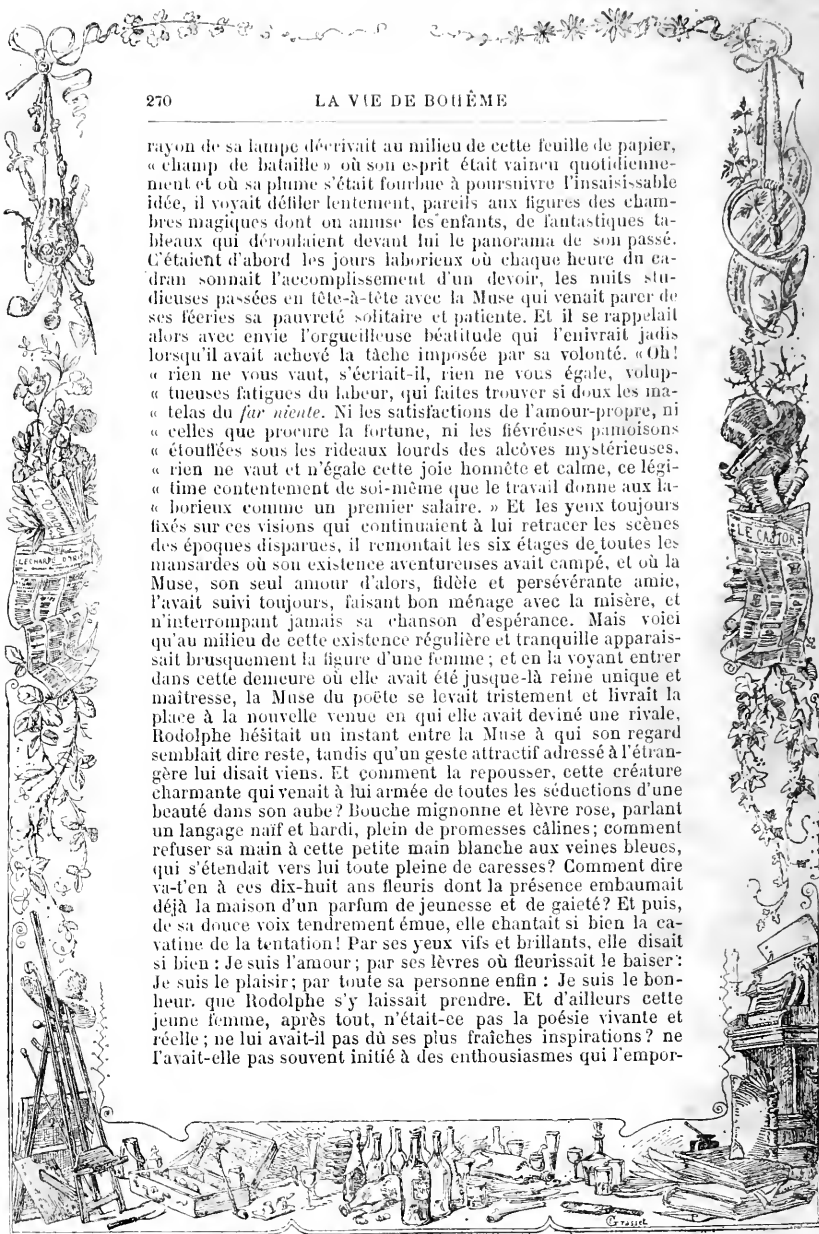 270 LA VIE DE BOHÊME
rayon de sa lampe décrivait au milieu de cette feuille de papier,
« champ de bataille » où son esprit était vaincu quotidienne-
ment et où sa plume s'était fourbue à poursuivre l'insaisissable
idée, il voyait défiler lentement, pareils aux figures des cham-
bres magiques dont on amuse les enfants, de fantastiques ta-
bleaux qui déroulaient devant lui le panorama de son passé.
C'étaient d'abord les jours laborieux où chaque heure du ca-
dran sonnait l'accomplissement d'un devoir, les nuits stu-
dieuses passées en tête-à-tête avec la Muse qui venait parer de
ses féeries sa pauvreté solitaire et patiente. Et il se rappelait
alors avec envie l'orgueilleuse béatitude qui l'enivrait jadis
lorsqu'il avait achevé la tâche imposée par sa volonté. « Oh!
« rien ne vous vaut, s'écriait-il, rien ne vous égale, volup-
« tueuses fatigues du labeur, qui faites trouver si doux les ma-
« telas du far niente. Ni les satisfactions de l'amour-propre, ni
« celles que procure la fortune, ni les fiévreuses pamoisons
« étouffées sous les rideaux lourds des alcôves mystérieuses,
« rien ne vaut et n'égale cette joie honnête et calme, ce légi-
« time contentement de soi-même que le travail donne aux la-
« borieux comme un premier salaire. » Et les yeux toujours
fixés sur ces visions qui continuaient à lui retracer les scènes
des époques disparues, il remontait les six étages de toutes les
mansardes où son existence aventureuses avait campé, et où la
Muse, son seul amour d'alors, fidèle et persévérante amie,
l'avait suivi toujours, faisant bon ménage avec la misère, et
n'interrompant jamais sa chanson d'espérance. Mais voici
qu'au milieu de cette existence régulière et tranquille apparais-
sait brusquement la figure d'une femme ; et en la voyant entrer
dans cette demeure où elle avait été jusque-là reine unique et
maîtresse, la Muse du poëte se levait tristement et livrait la
place à la nouvelle venue en qui elle avait deviné une rivale,
Rodolphe hésitait un instant entre la Muse à qui son regard
semblait dire reste, tandis qu'un geste attractif adressé à l'étran-
gère lui disait viens. Et comment la repousser, cette créature
charmante qui venait à lui armée de toutes les séductions d'une
beauté dans son aube? Bouche mignonne et lèvre rose, parlant
un langage naïf et hardi, plein de promesses câlines; comment
refuser sa main à cette petite main blanche aux veines bleues,
qui s'étendait vers lui toute pleine de caresses? Comment dire
va-t'en à ces dix-huit ans fleuris dont la présence embaumait
déjà la maison d'un parfum de jeunesse et de gaieté? Et puis,
de sa douce voix tendrement émue, elle chantait si bien la ca-
vatine de la tentation! Par ses yeux vifs et brillants, elle disait
si bien : Je suis l'amour ; par ses lèvres où fleurissait le baiser :
Je suis le plaisir; par toute sa personne enfin : Je suis le bon-
heur. que Rodolphe s'y laissait prendre. Et d'ailleurs cette
jeune femme, après tout, n'était-ce pas la poésie vivante et
réelle ; ne lui avait-il pas dû ses plus fraîches inspirations ? ne
l'avait-elle pas souvent initié à des enthousiasmes qui l'empor-
LE CASTOR
Grasset